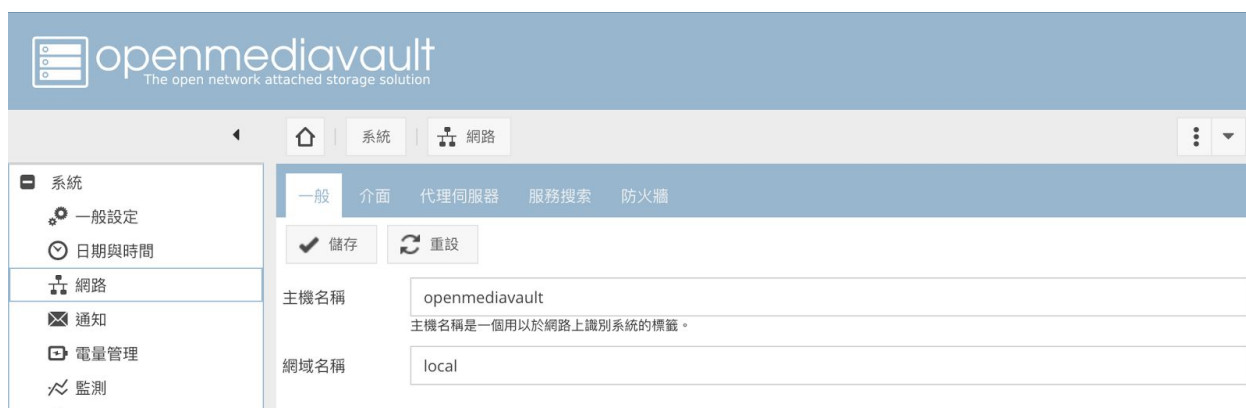 openmediavault
The open network attached storage solution
系統 網路
系統
一般設定
日期與時間
網路
通知
電量管理
監測
一般 介面 代理伺服器 服務搜索 防火牆
儲存 重設
主機名稱 openmediavault
主機名稱是一個用以於網路上識別系統的標籤。
網域名稱 local